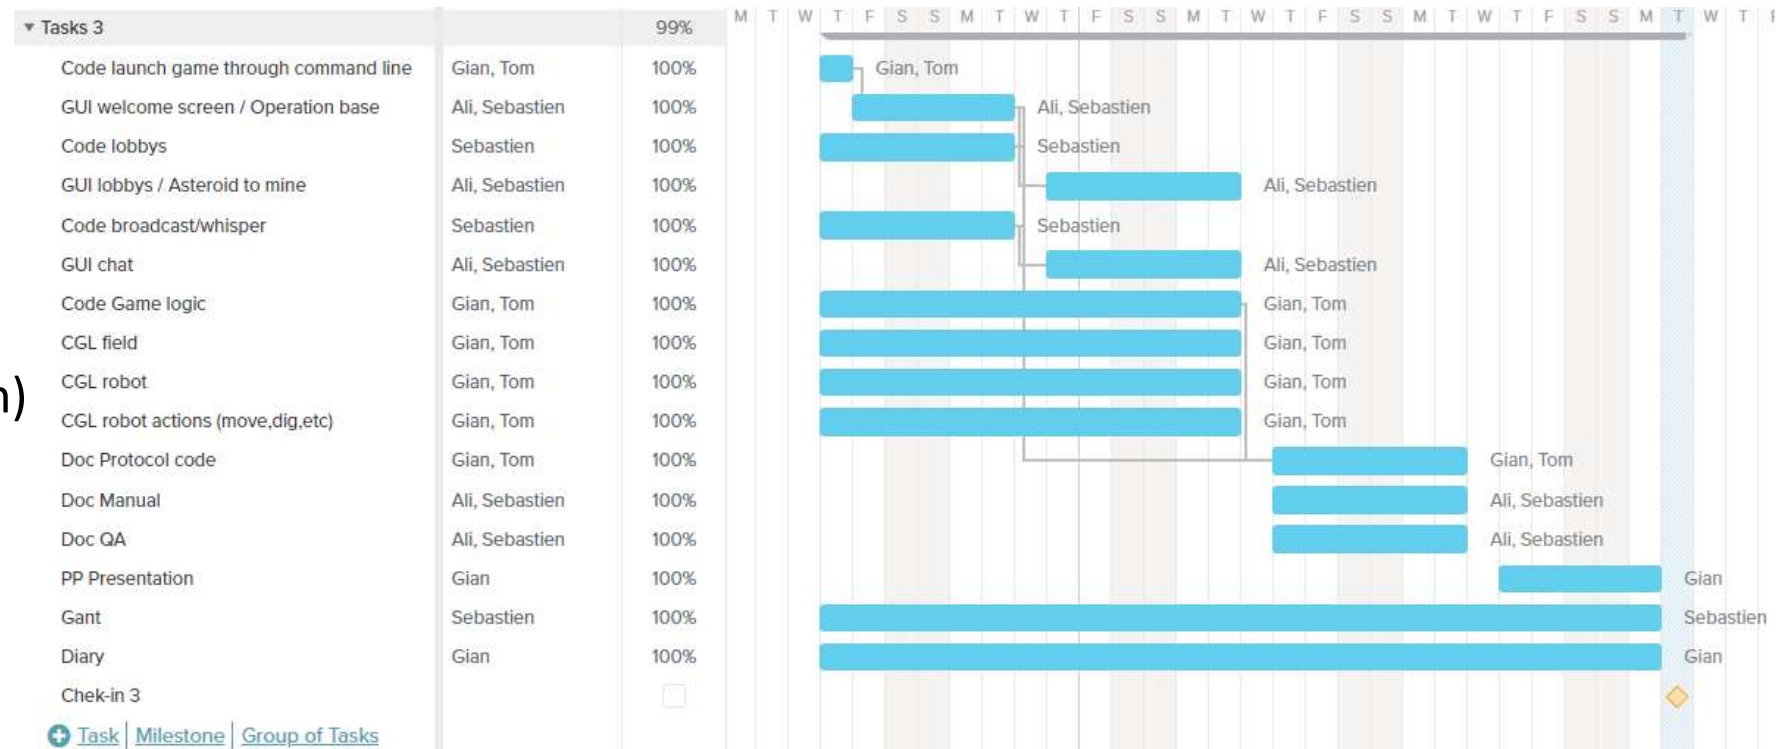 M T W T F S S M T W T F S S M T W T F S S M T W T F S S M T W T F
Tasks 3 99%
Code launch game through command line Gian, Tom 100% Gian, Tom
GUI welcome screen / Operation base Ali, Sebastien 100% Ali, Sebastien
Code lobbys Sebastien 100% Sebastien
GUI lobbys / Asteroid to mine Ali, Sebastien 100% Ali, Sebastien
Code broadcast/whisper Sebastien 100% Sebastien
GUI chat Ali, Sebastien 100% Ali, Sebastien
Code Game logic Gian, Tom 100% Gian, Tom
CGL field Gian, Tom 100% Gian, Tom
CGL robot Gian, Tom 100% Gian, Tom
CGL robot actions (move,dig,etc) Gian, Tom 100% Gian, Tom
Doc Protocol code Gian, Tom 100% Gian, Tom
Doc Manual Ali, Sebastien 100% Ali, Sebastien
Doc QA Ali, Sebastien 100% Ali, Sebastien
PP Presentation Gian 100% Gian
Gant Sebastien 100% Sebastien
Diary Gian 100% Gian
Chek-in 3
Task | Milestone | Group of Tasks